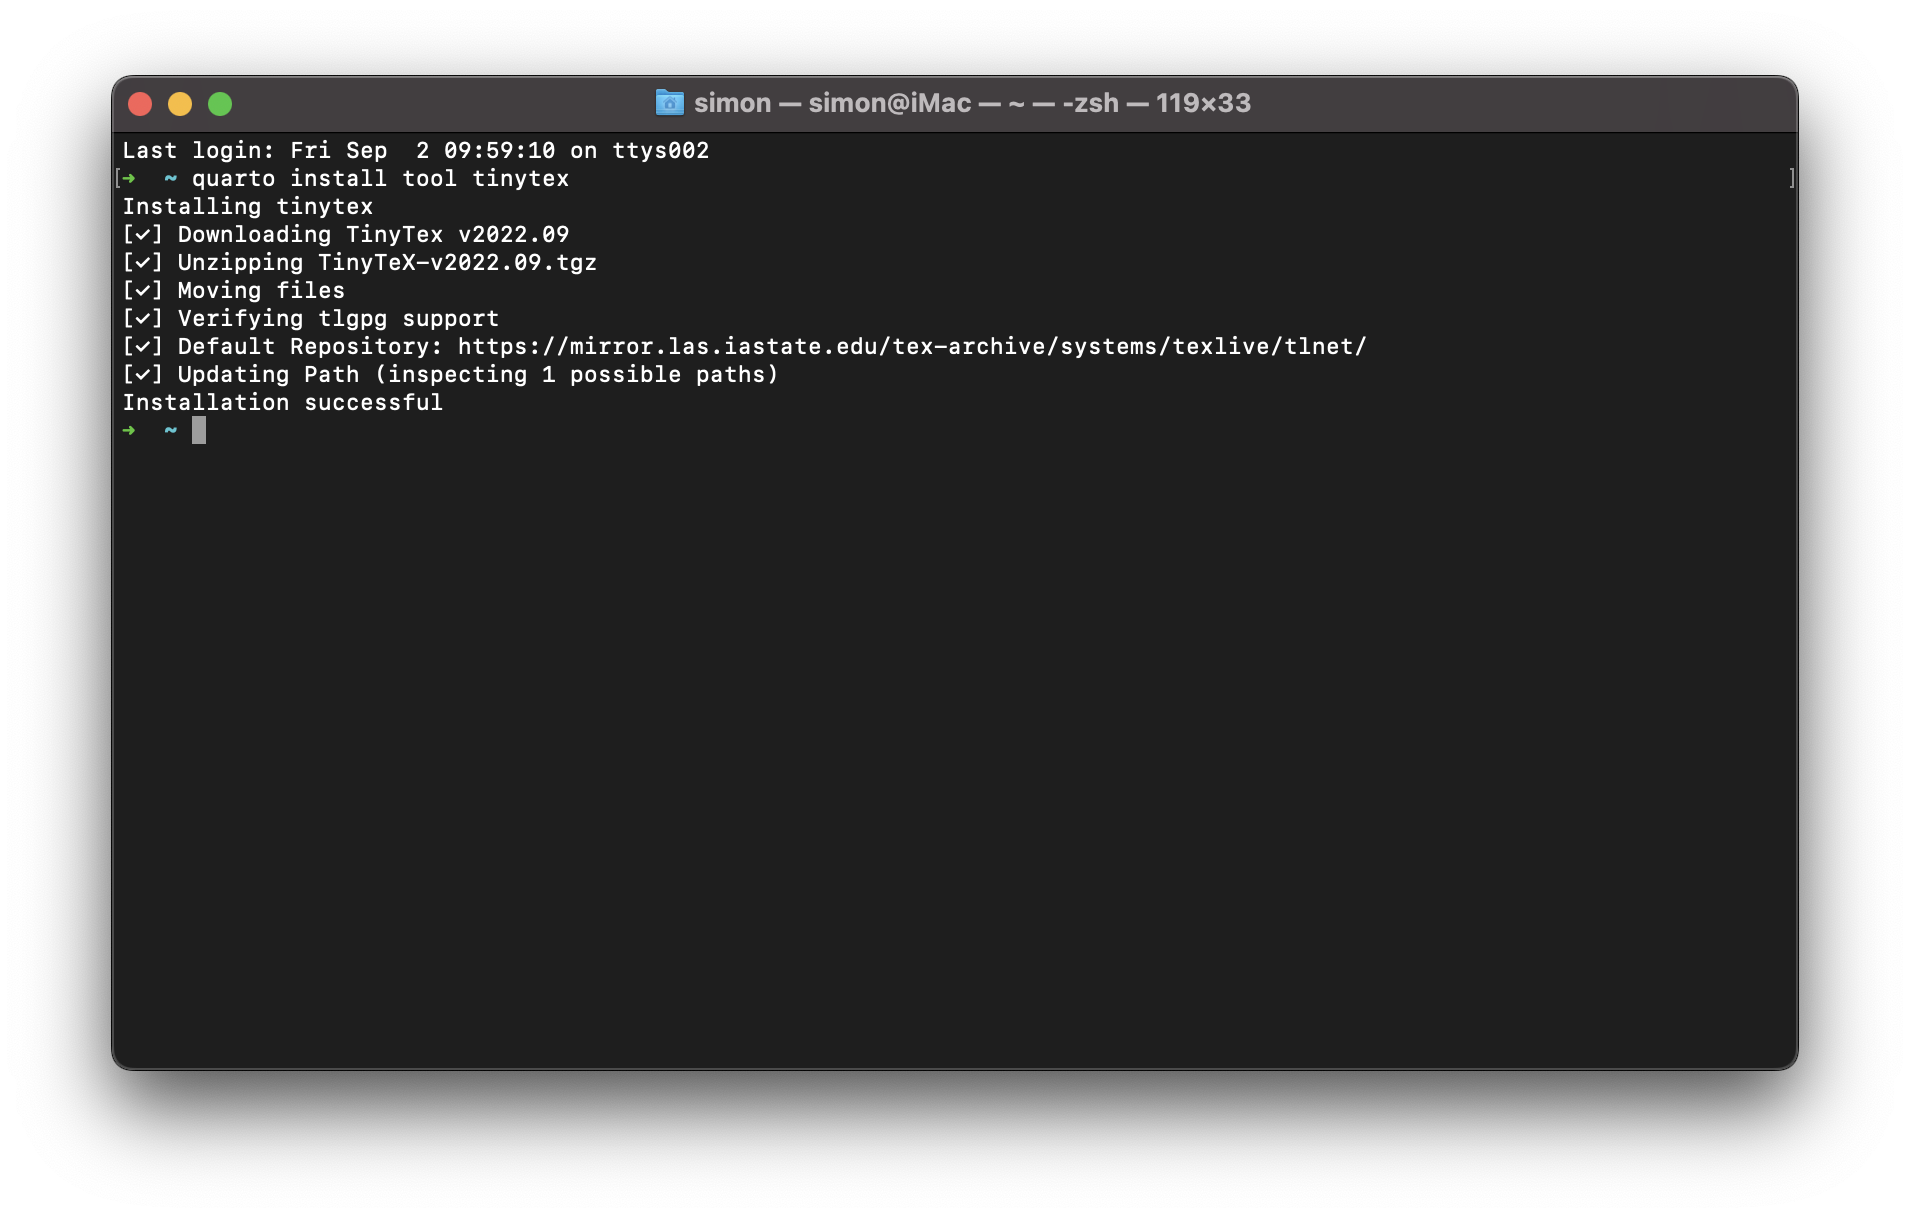 simon — simon@iMac — ~ — -zsh — 119×33
Last login: Fri Sep  2 09:59:10 on ttys002
[➜  ~ quarto install tool tinytex ]
Installing tinytex
[✓] Downloading TinyTex v2022.09
[✓] Unzipping TinyTeX-v2022.09.tgz
[✓] Moving files
[✓] Verifying tlgpg support
[✓] Default Repository: https://mirror.las.iastate.edu/tex-archive/systems/texlive/tlnet/
[✓] Updating Path (inspecting 1 possible paths)
Installation successful
➜  ~